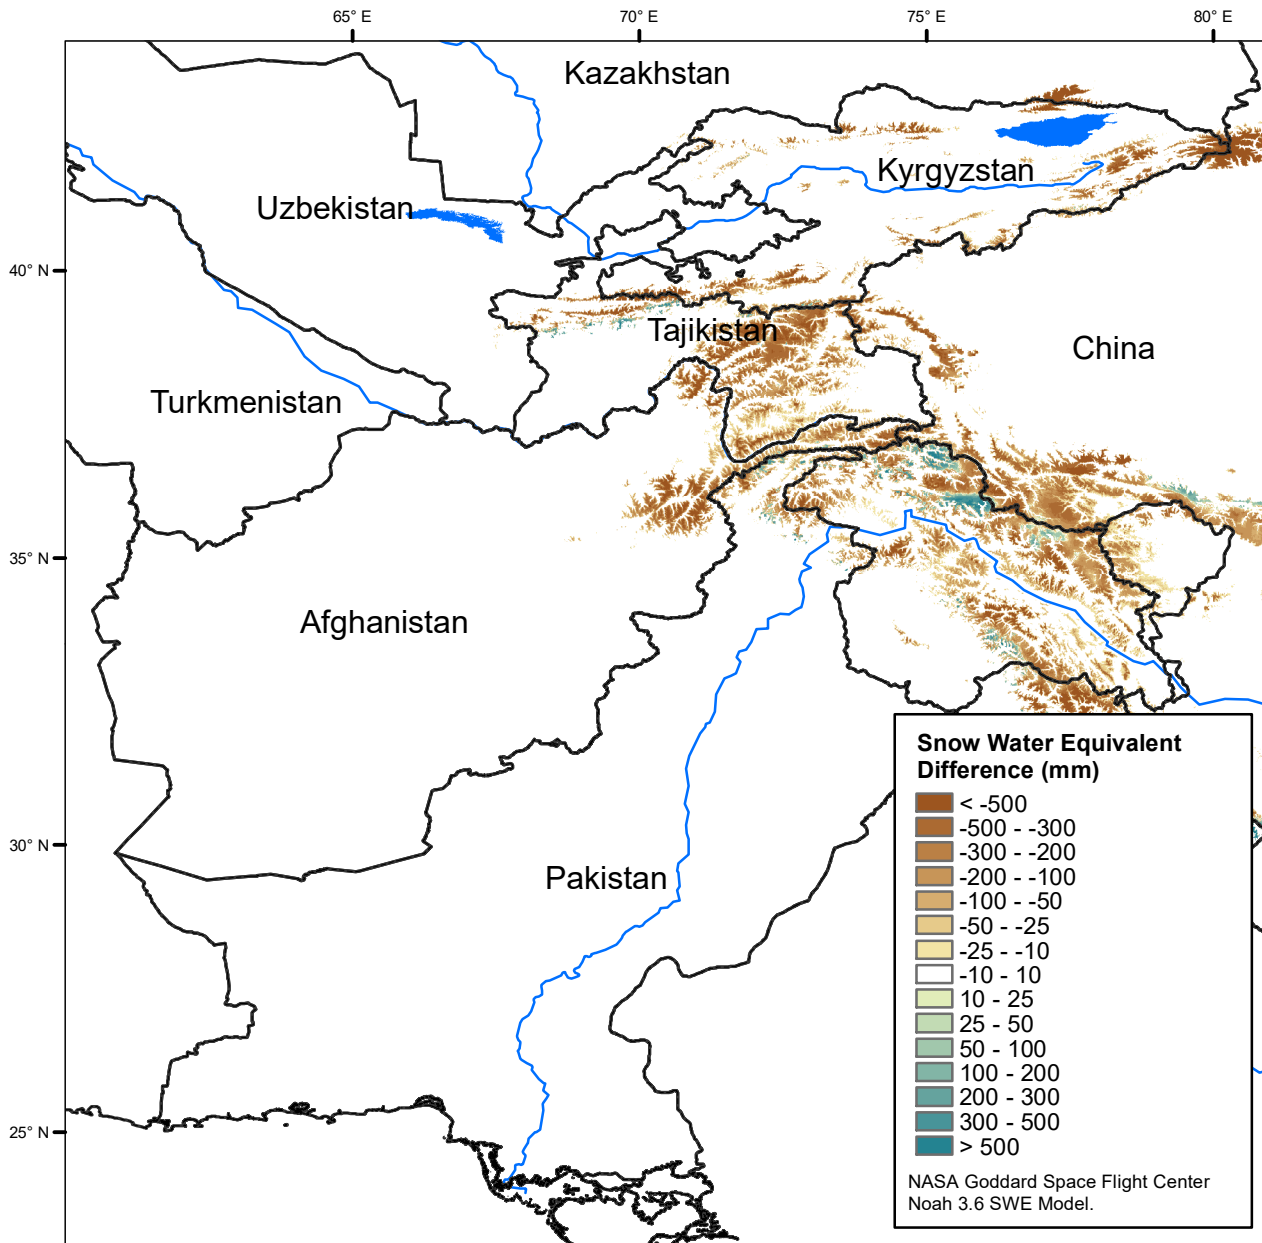 65° E
70° E
75° E
80° E
Kazakhstan
Kyrgyzstan
Uzbekistan
40° N
Tajikistan
China
Turkmenistan
35° N
Afghanistan
Snow Water Equivalent
Difference (mm)
< -500
-500 - -300
-300 - -200
-200 - -100
-100 - -50
-50 - -25
-25 - -10
-10 - 10
10 - 25
25 - 50
50 - 100
100 - 200
200 - 300
300 - 500
> 500
NASA Goddard Space Flight Center
Noah 3.6 SWE Model.
30° N
Pakistan
25° N